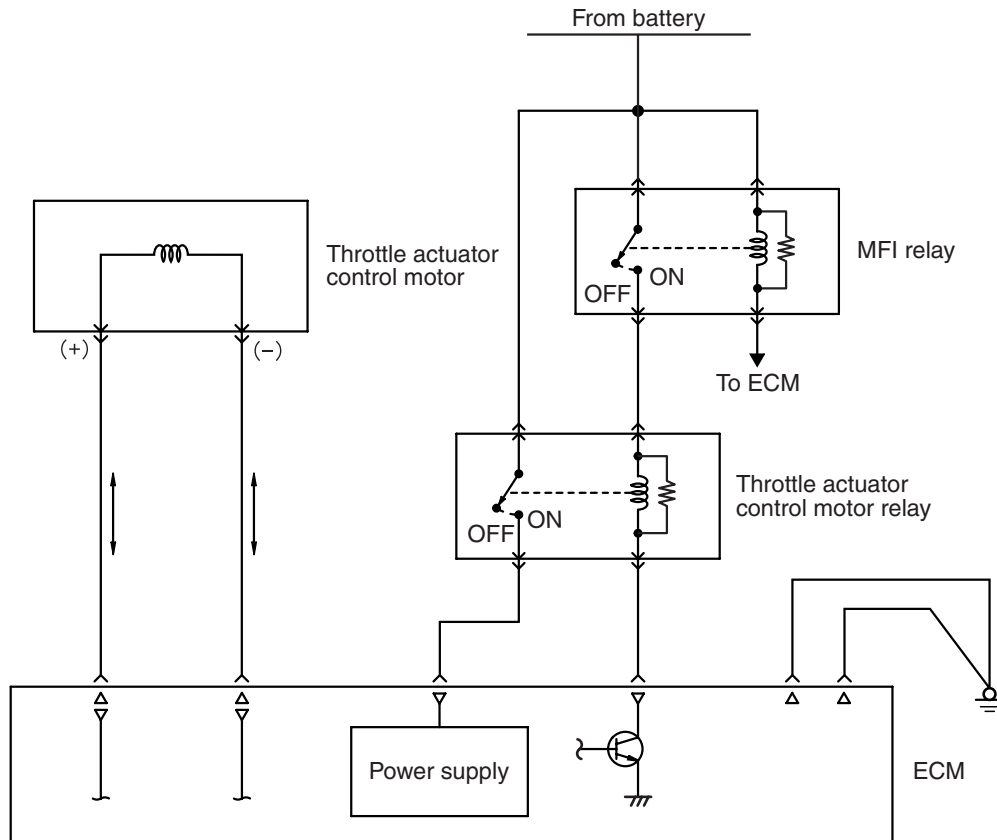 From battery
Throttle actuator
control motor
MFI relay
ON
OFF
(+)
(-)
To ECM
Throttle actuator
control motor relay
ON
OFF
Power supply
ECM